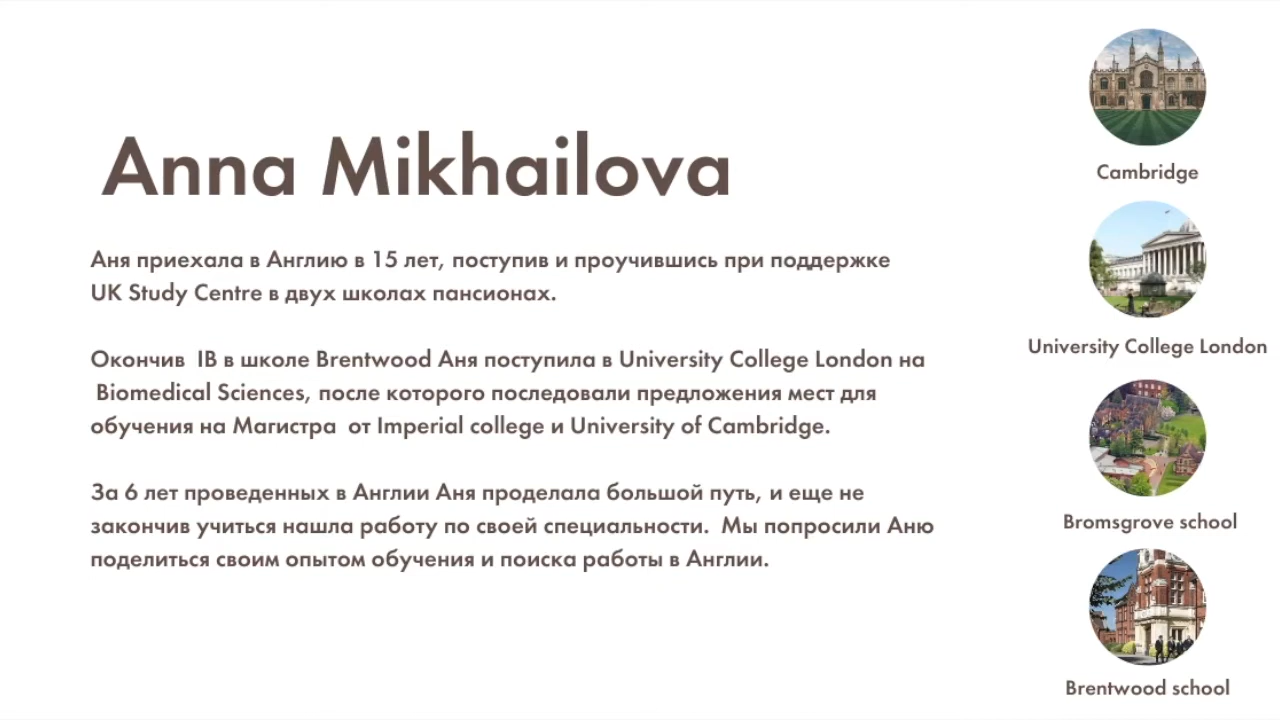 Anna Mikhailova
Аня приехала в Англию в 15 лет, поступив и проучившись при поддержке
UK Study Centre в двух школах пансионах.
Окончив IB в школе Brentwood Аня поступила в University College London на
Biomedical Sciences, после которого последовали предложения мест для
обучения на Магистра от Imperial college и University of Cambridge.
За 6 лет проведенных в Англии Аня проделала большой путь, и еще не
закончив учиться нашла работу по своей специальности. Мы попросили Аню
поделиться своим опытом обучения и поиска работы в Англии.
Cambridge
University College London
Bromsgrove school
Brentwood school